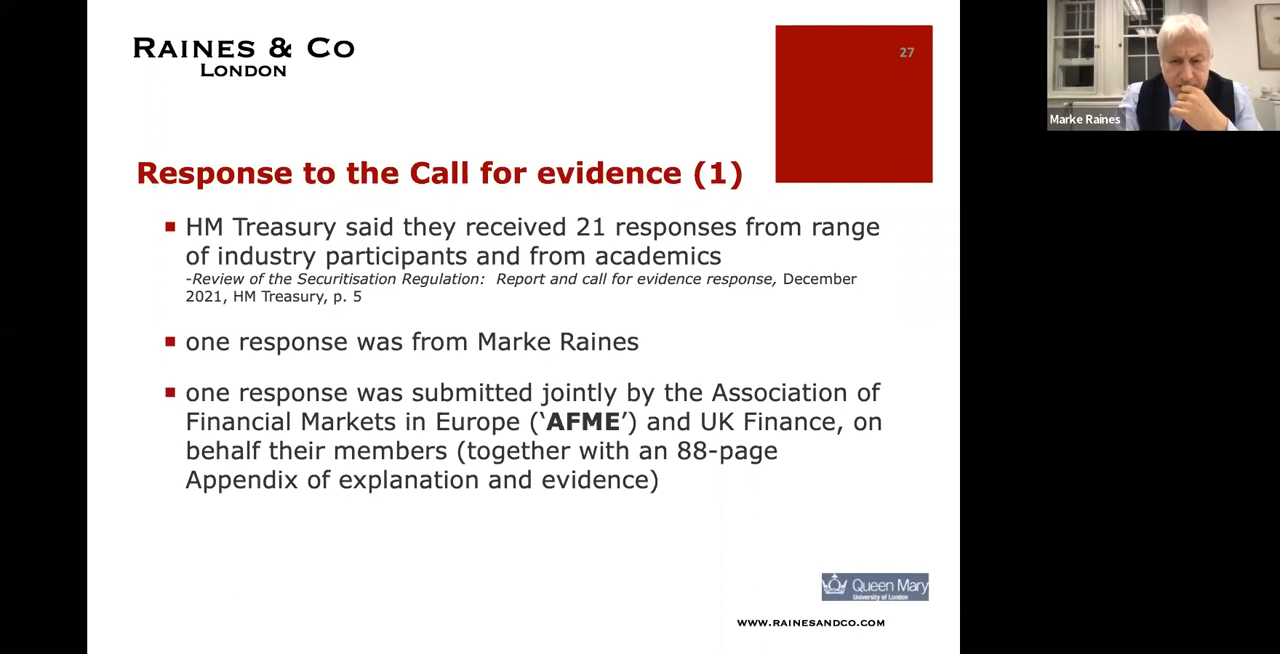 RAINES & CO
LONDON
27
Marke Raines
Response to the Call for evidence (1)
HM Treasury said they received 21 responses from range
of industry participants and from academics
-Review of the Securitisation Regulation: Report and call for evidence response, December
2021, HM Treasury, p. 5
one response was from Marke Raines
one response was submitted jointly by the Association of
Financial Markets in Europe (‘AFME’) and UK Finance, on
behalf their members (together with an 88-page
Appendix of explanation and evidence)
Queen Mary
University of London
WWW.RAINESANDCO.COM